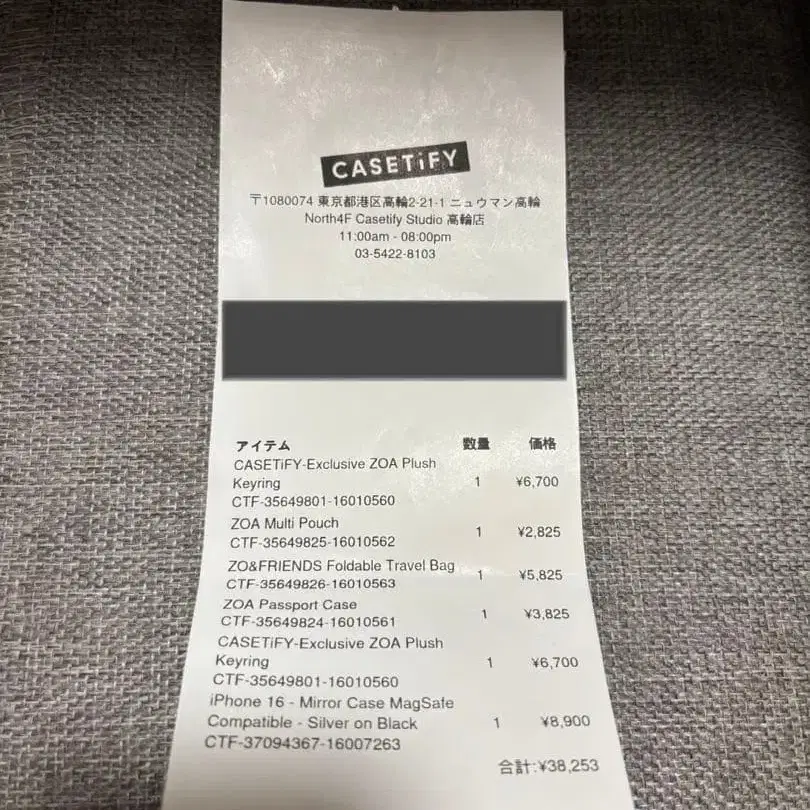 CASETiFY
〒1080074 東京都港区高輪2-21-1 ニュウマン高輪
North4F Casetify Studio 高輪店
11:00am - 08:00pm
03-5422-8103
アイテム 数量 価格
CASETiFY-Exclusive ZOA Plush
Keyring 1 ¥6,700
CTF-35649801-16010560
ZOA Multi Pouch
1 ¥2,825
CTF-35649825-16010562
ZO&FRIENDS Foldable Travel Bag
1 ¥5,825
CTF-35649826-16010563
ZOA Passport Case
1 ¥3,825
CTF-35649824-16010561
CASETiFY-Exclusive ZOA Plush
Keyring 1 ¥6,700
CTF-35649801-16010560
iPhone 16 - Mirror Case MagSafe
Compatible - Silver on Black 1 ¥8,900
CTF-37094367-16007263
合計:¥38,253